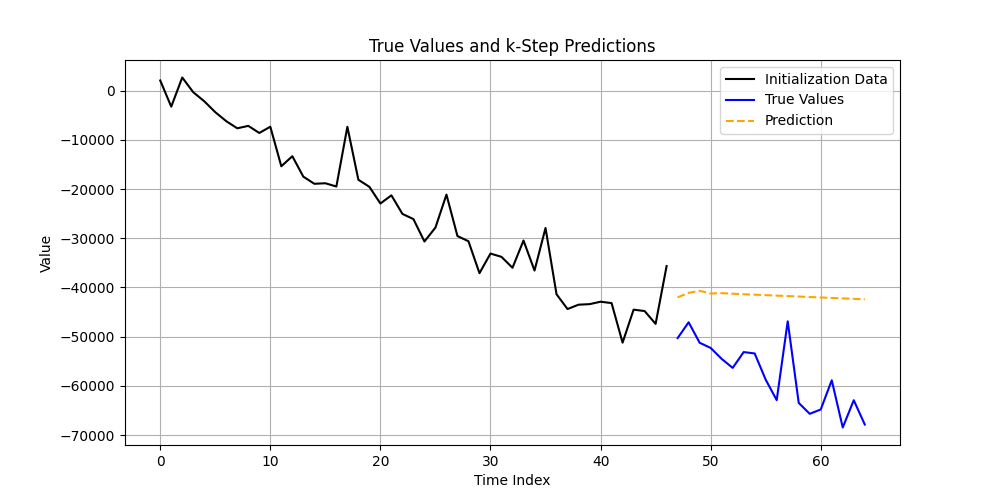 True Values and k-Step Predictions
Initialization Data
True Values
Prediction
0
−10000
−20000
−30000
−40000
−50000
−60000
−70000
Value
0 10 20 30 40 50 60
Time Index